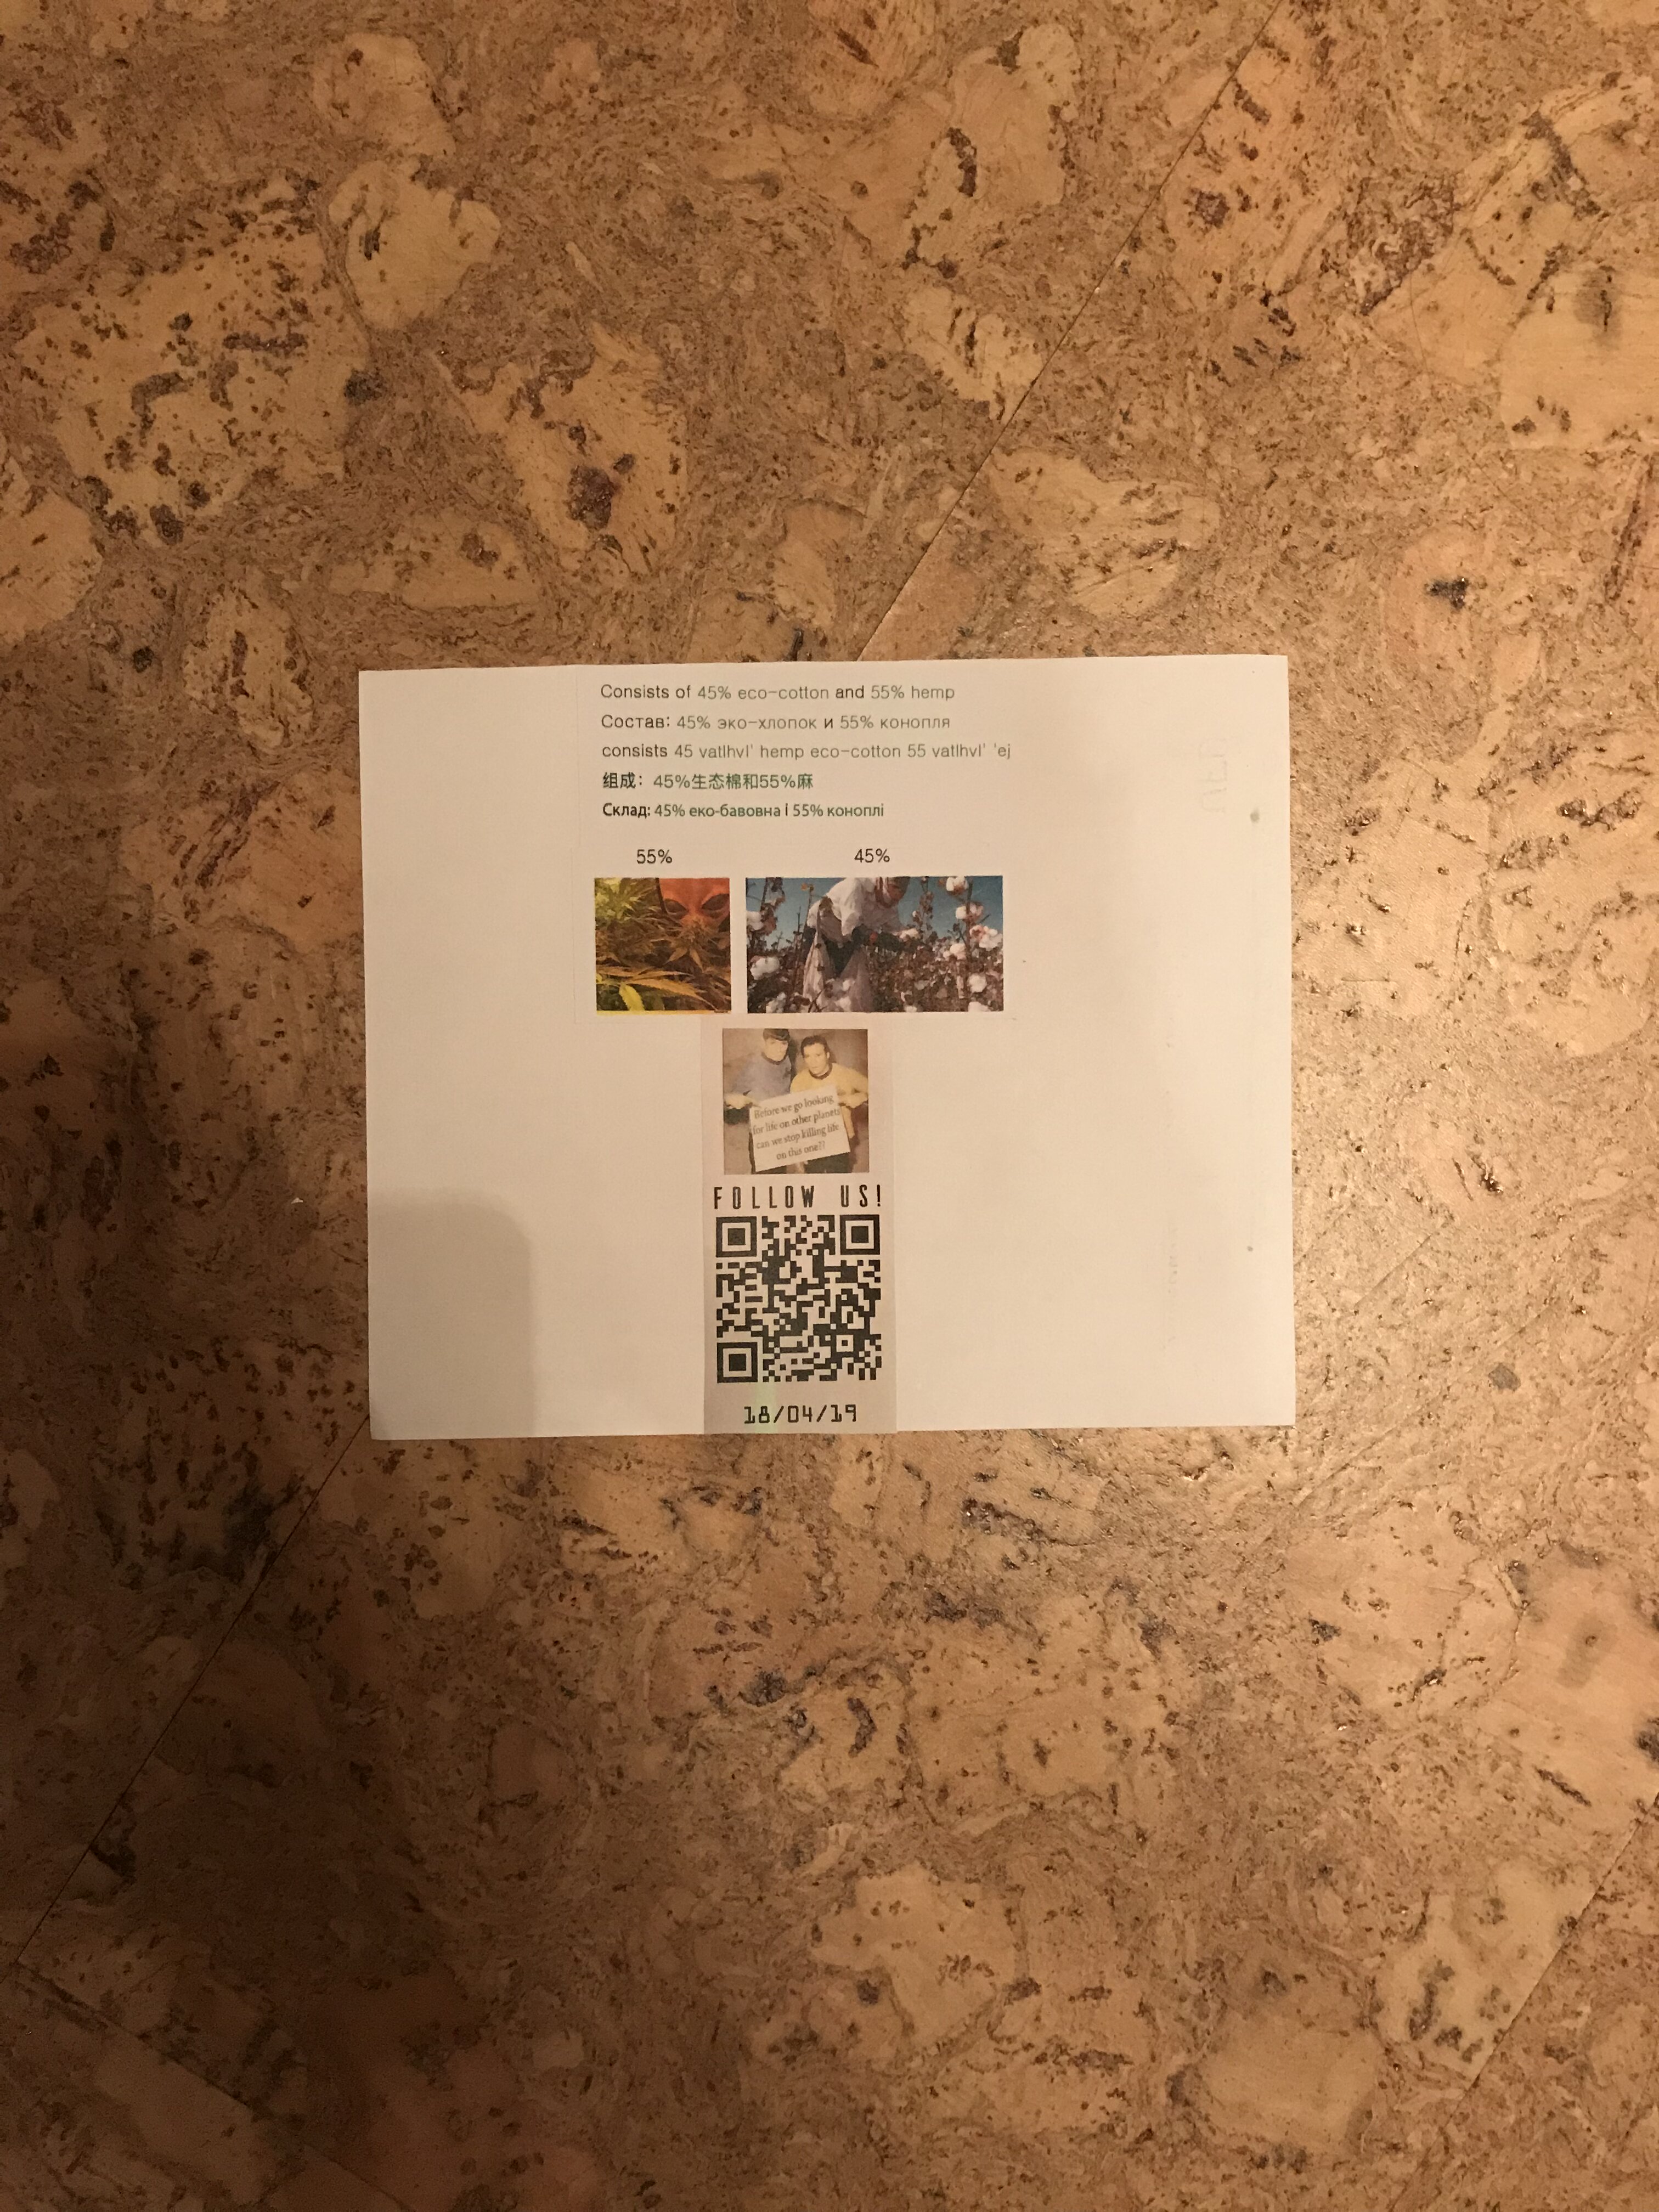 Consists of 45% eco-cotton and 55% hemp
Состав: 45% эко-хлопок и 55% конопля
consists 45 vatlhvI' hemp eco-cotton 55 vatlhvI' 'ej
组成：45%生态棉和55%麻
Склад: 45% еко-бавовна і 55% коноплі
55% 45%
Before we go looking
for life on other planets
can we stop killing life
on this one??
FOLLOW US!
18/04/19